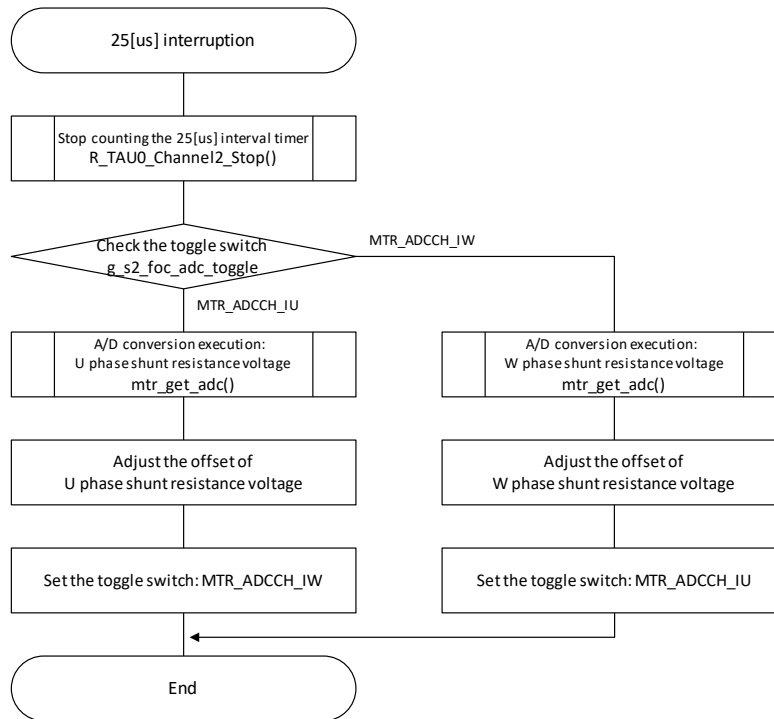 25[us] interruption
Stop counting the 25[us] interval timer
R_TAU0_Channel2_Stop()
Check the toggle switch
g_s2_foc_adc_toggle
MTR_ADCCH_IW
MTR_ADCCH_IU
A/D conversion execution:
U phase shunt resistance voltage
mtr_get_adc()
A/D conversion execution:
W phase shunt resistance voltage
mtr_get_adc()
Adjust the offset of
U phase shunt resistance voltage
Adjust the offset of
W phase shunt resistance voltage
Set the toggle switch: MTR_ADCCH_IW
Set the toggle switch: MTR_ADCCH_IU
End